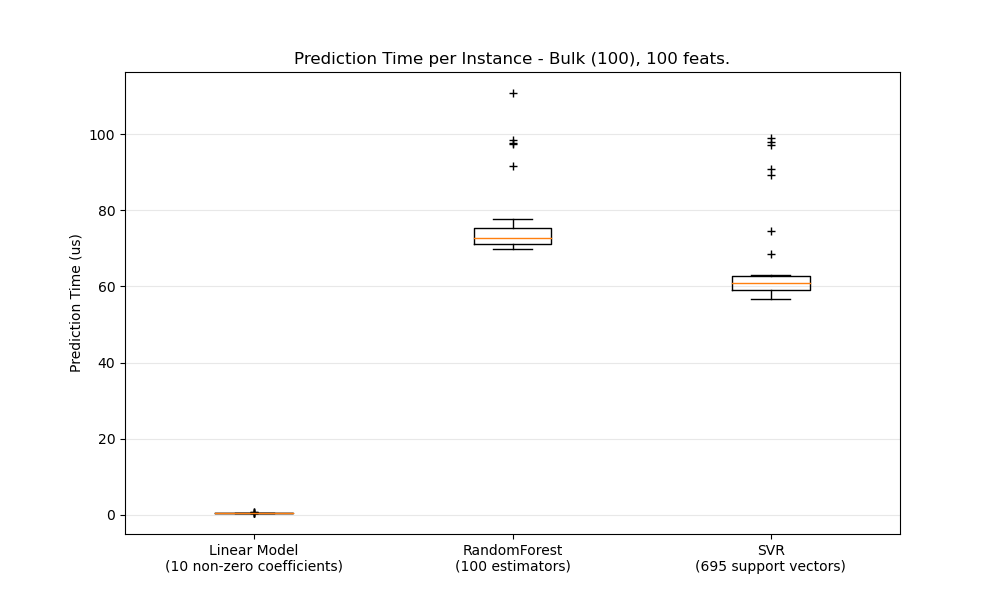 Prediction Time per Instance - Bulk (100), 100 feats.
Prediction Time (us)
100
80
60
40
20
0
Linear Model
(10 non-zero coefficients)
RandomForest
(100 estimators)
SVR
(695 support vectors)